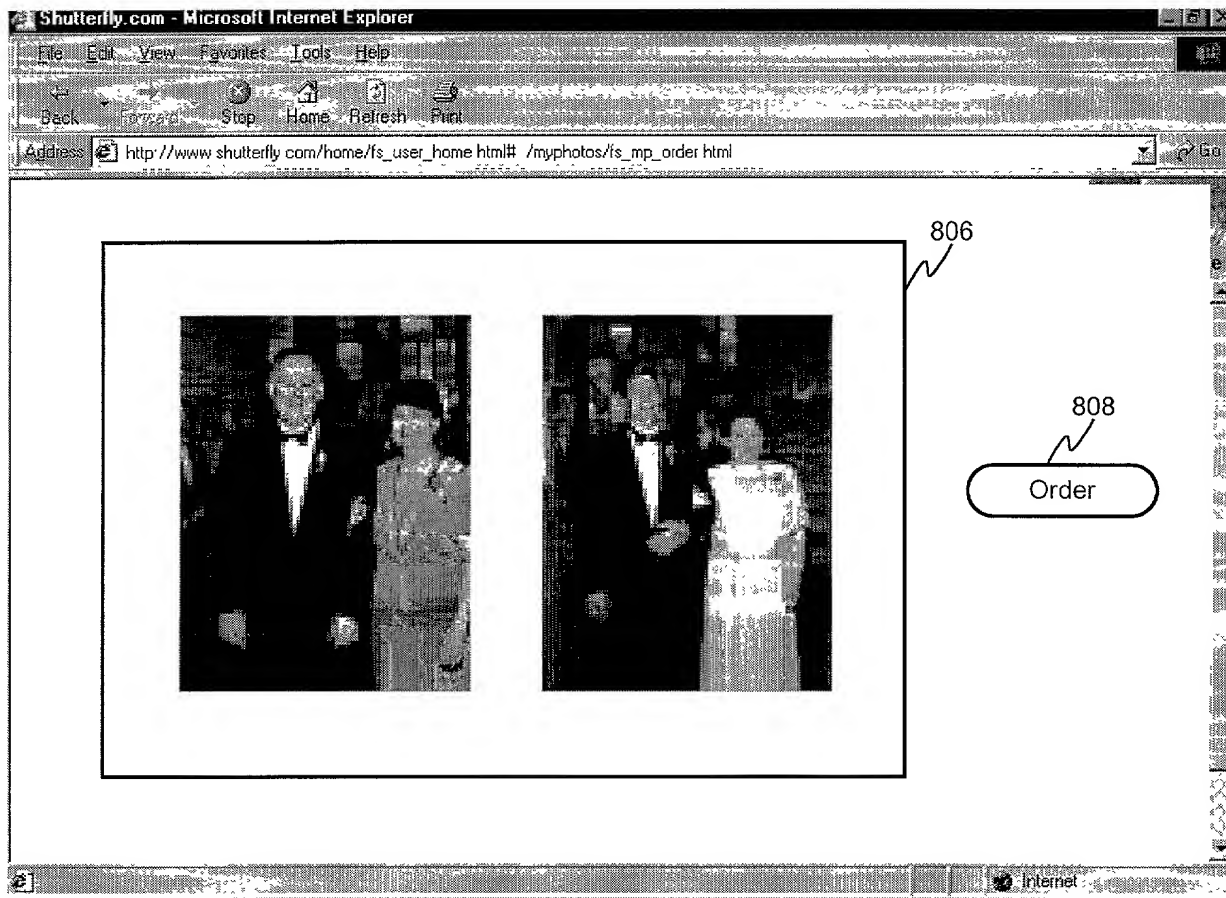 Shutterfly.com - Microsoft Internet Explorer
File Edit View Favorites Tools Help
Back Forward Stop Home Refresh Print
Address http://www shutterfly com/home/fs_user_home html# /myphotos/fs_mp_order html Go
806
808
Order
Internet